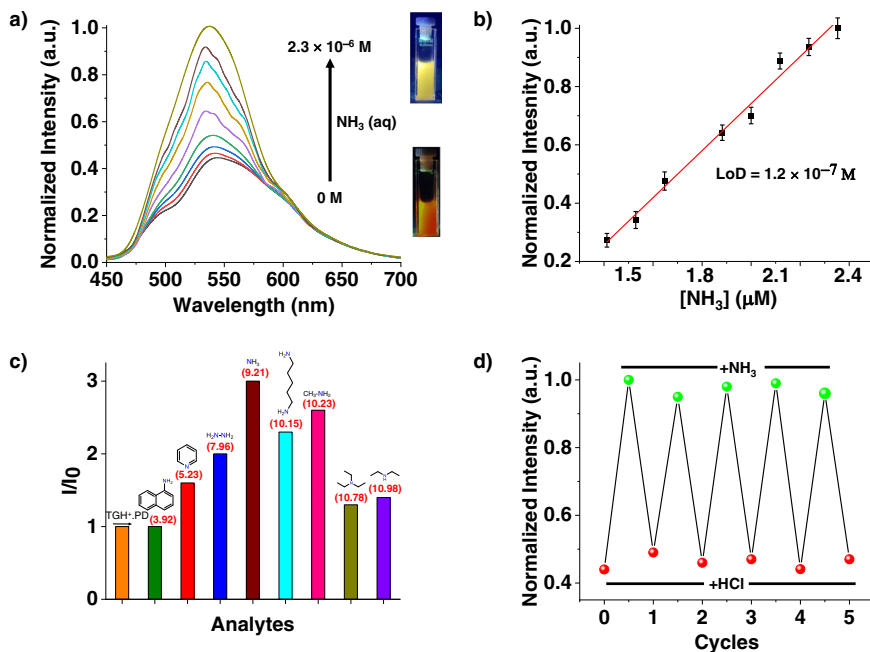 a)
1.0
0.8
0.6
0.4
0.2
0.0
Normalized Intensity (a.u.)
450 500 550 600 650 700
Wavelength (nm)
2.3 × 10⁻⁶ M
NH₃ (aq)
0 M
b)
1.0
0.8
0.6
0.4
0.2
Normalized Intensity (a.u.)
1.5 1.8 2.1 2.4
[NH₃] (μM)
LoD = 1.2 × 10⁻⁷ M
c)
3
2
1
0
I/I₀
Analytes
TGH⁺.PD
NH₂
(3.92)
N
(5.23)
H₂N-NH₂
(7.96)
NH₃
(9.21)
H₂N
H₂N
(10.15)
CH₃-NH₂
(10.23)
N
(10.78)
H
N
(10.98)
d)
1.0
0.8
0.6
0.4
Normalized Intensity (a.u.)
+NH₃
+HCl
0 1 2 3 4 5
Cycles